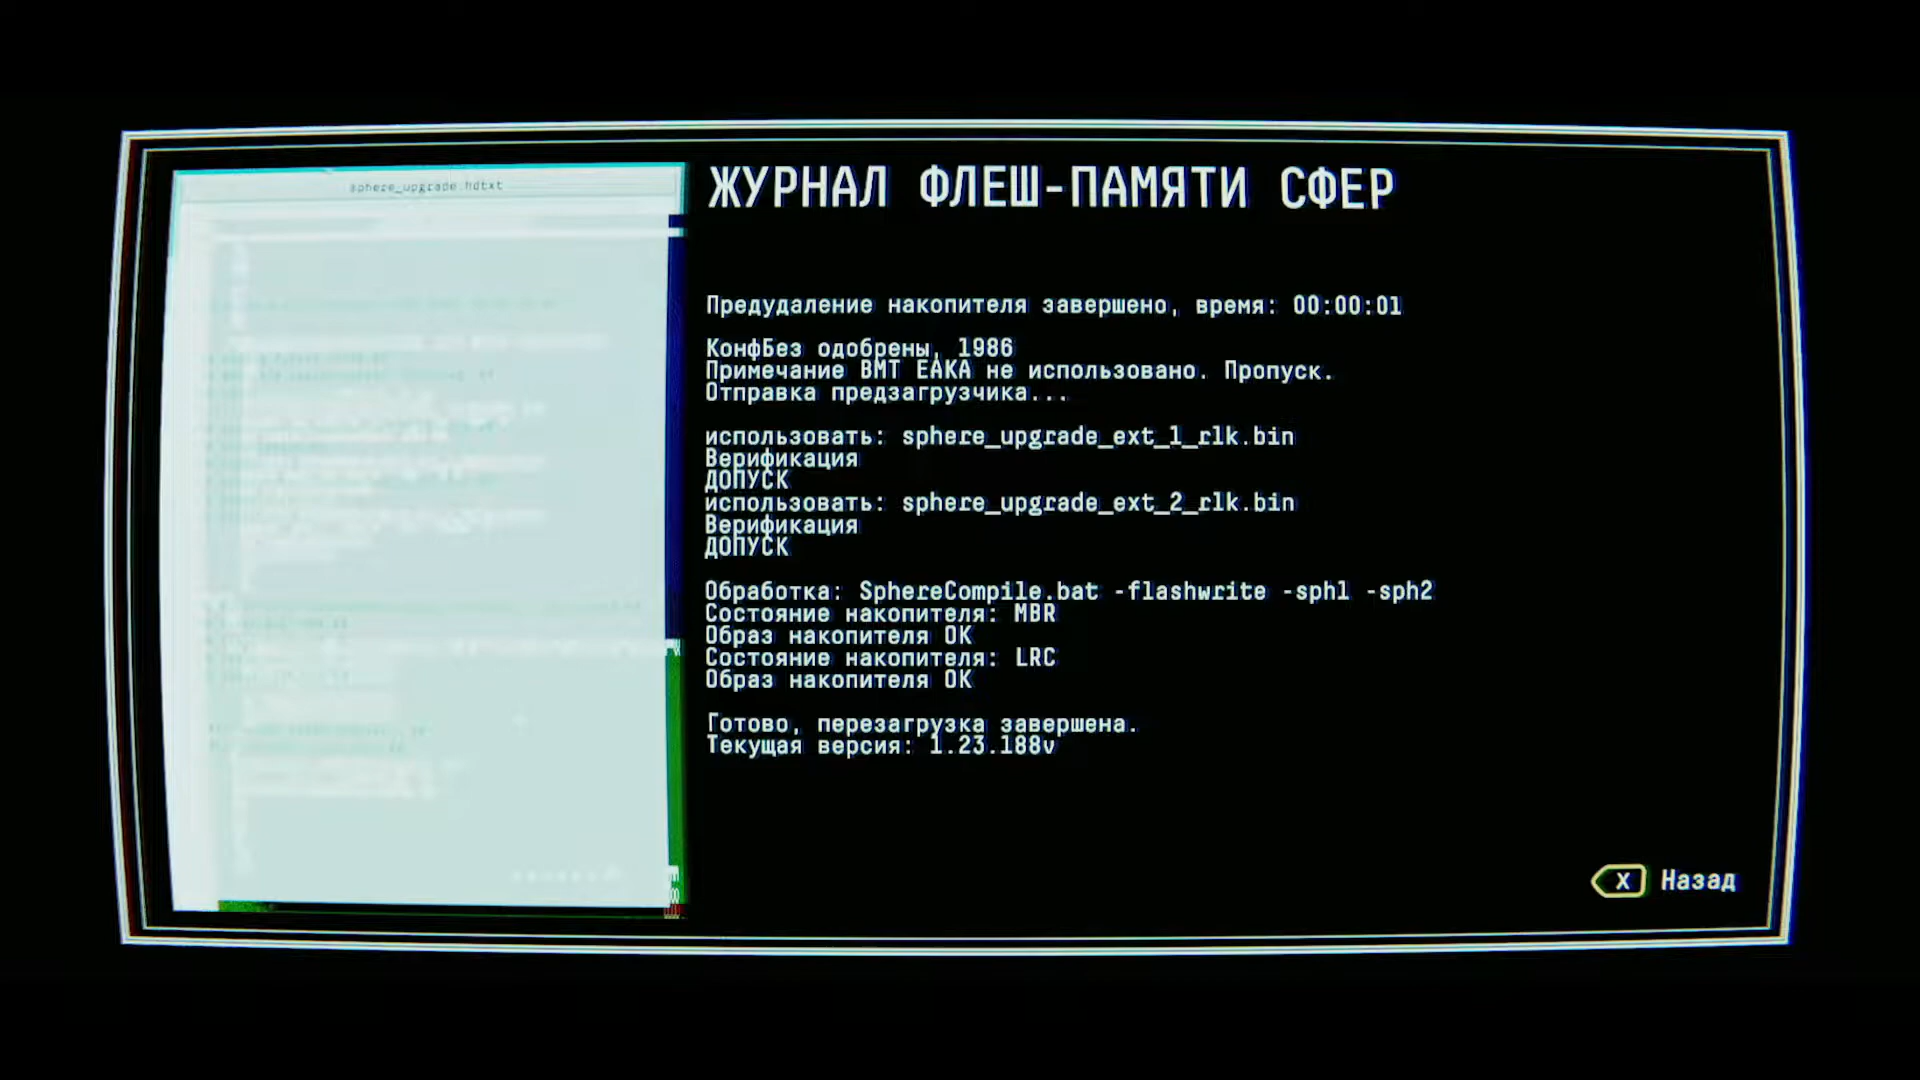 sphere_upgrade.hdtxt
ЖУРНАЛ ФЛЕШ-ПАМЯТИ СФЕР
Предудаление накопителя завершено, время: 00:00:01
КонфБез одобрены, 1986
Примечание ВМТ ЕАКА не использовано. Пропуск.
Отправка предзагрузчика...
использовать: sphere_upgrade_ext_1_rlk.bin
Верификация
ДОПУСК
использовать: sphere_upgrade_ext_2_rlk.bin
Верификация
ДОПУСК
Обработка: SphereCompile.bat -flashwrite -sph1 -sph2
Состояние накопителя: MBR
Образ накопителя OK
Состояние накопителя: LRC
Образ накопителя OK
Готово, перезагрузка завершена.
Текущая версия: 1.23.188v
X Назад